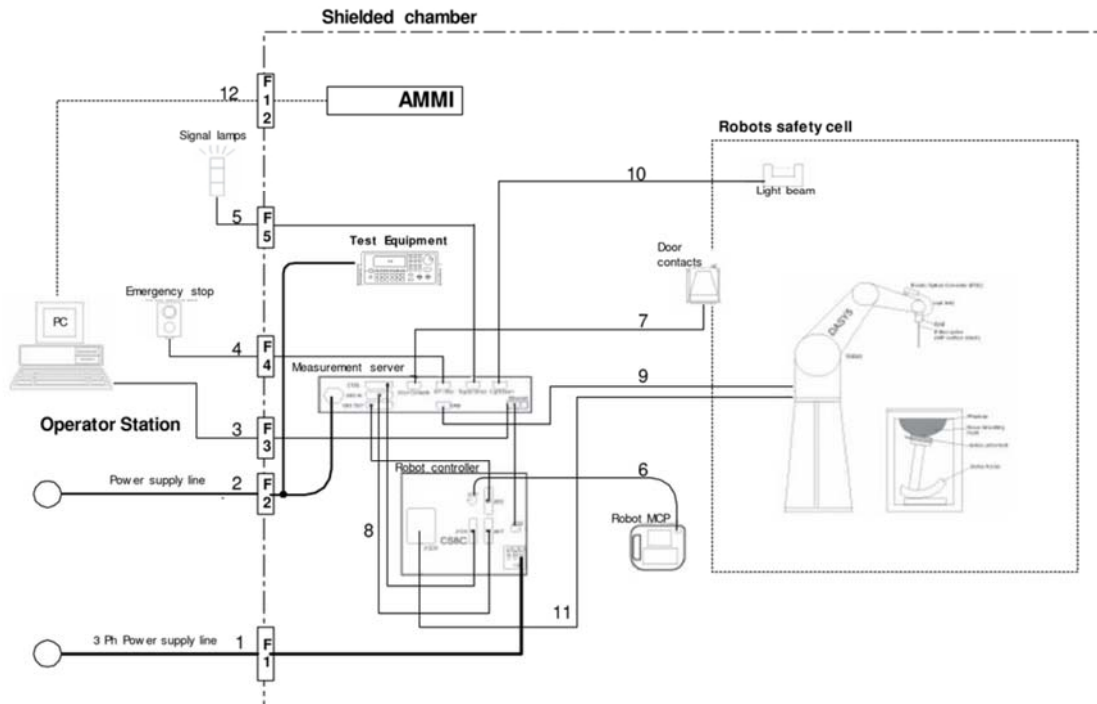 Shielded chamber
12
F
1
2
AMMI
Signal lamps
Robots safety cell
10
Light beam
5
F
5
Test Equipment
Door
contacts
DASY5
PC
Emergency stop
7
4
F
4
Measurement server
9
Operator Station
3
F
3
Robot controller
6
Power supply line
2
F
2
Robot MCP
8
CS8C
11
3 Ph Power supply line
1
F
1